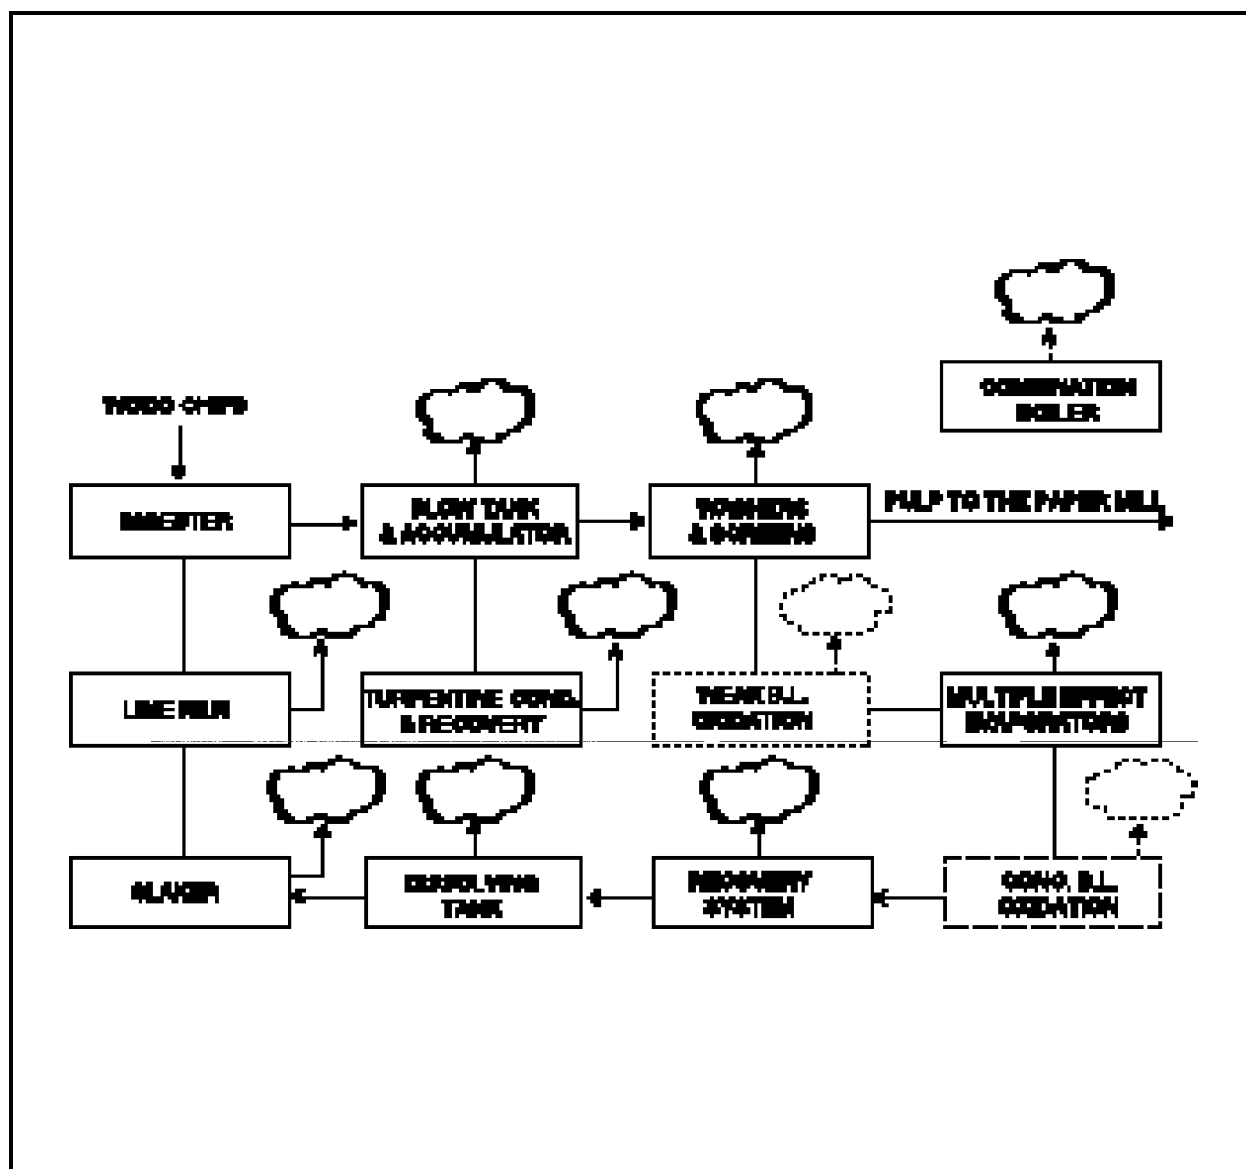 COMBINATION
BOILER
WOOD CHIPS
DIGESTER
BLOW TANK
& ACCUMULATOR
WASHERS
& SCREENS
PULP TO THE PAPER MILL
LIME KILN
TURPENTINE COND.
& RECOVERY
WEAK B.L.
OXIDATION
MULTIPLE EFFECT
EVAPORATORS
SLAKER
DISSOLVING
TANK
RECOVERY
SYSTEM
CONC. B.L.
OXIDATION